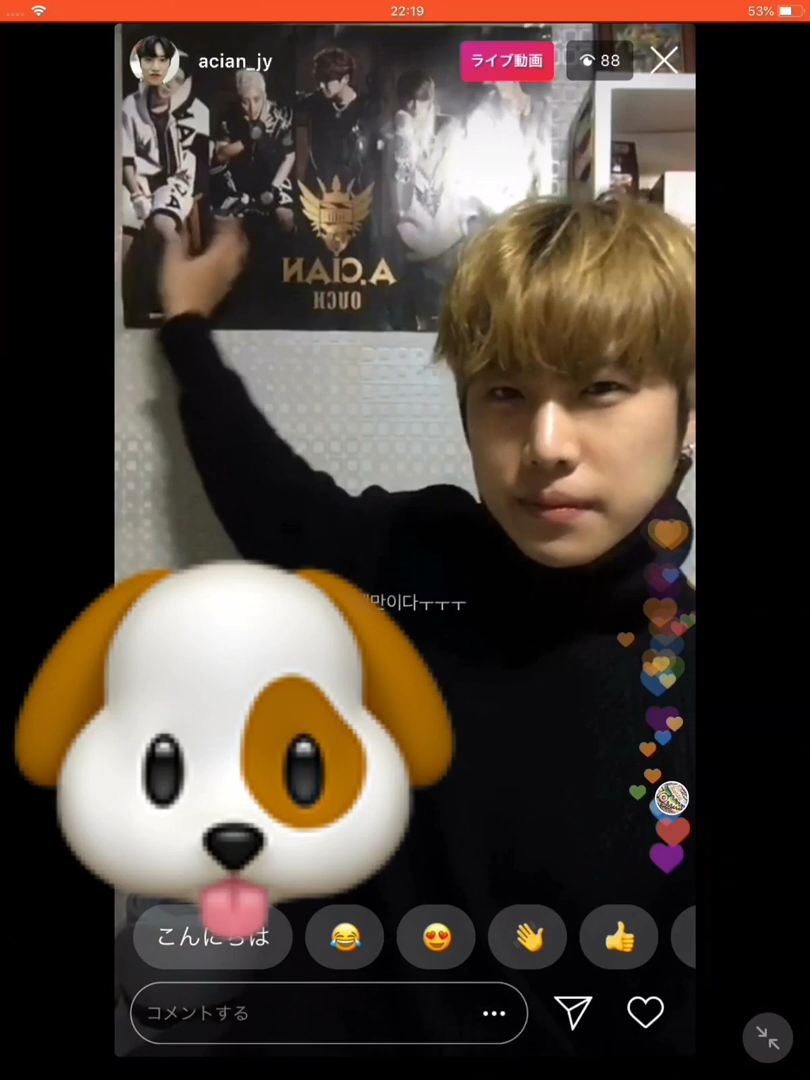 22:19
53%
acian_jy
ライブ動画
88
A.CIAN
OUCH
만이다ㅜㅜㅜ
こんにちは
コメントする